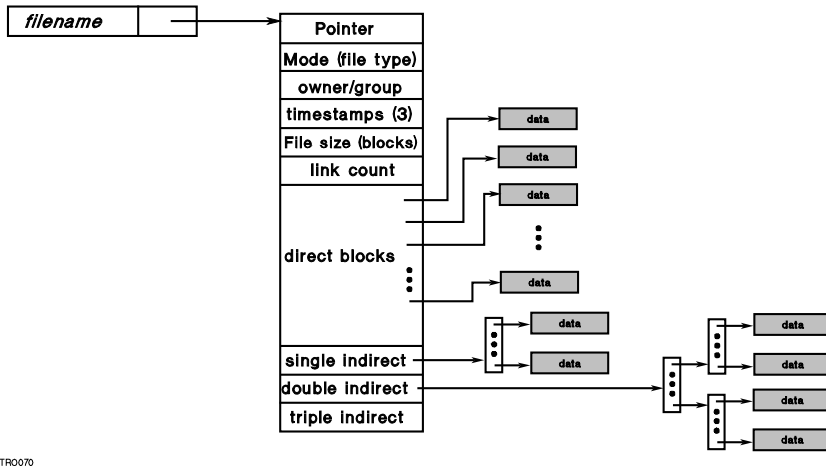 filename
Pointer
Mode (file type)
owner/group
timestamps (3)
File size (blocks)
link count
direct blocks
single indirect
double indirect
triple indirect
data
data
data
data
data
data
data
data
data
data
TRO070